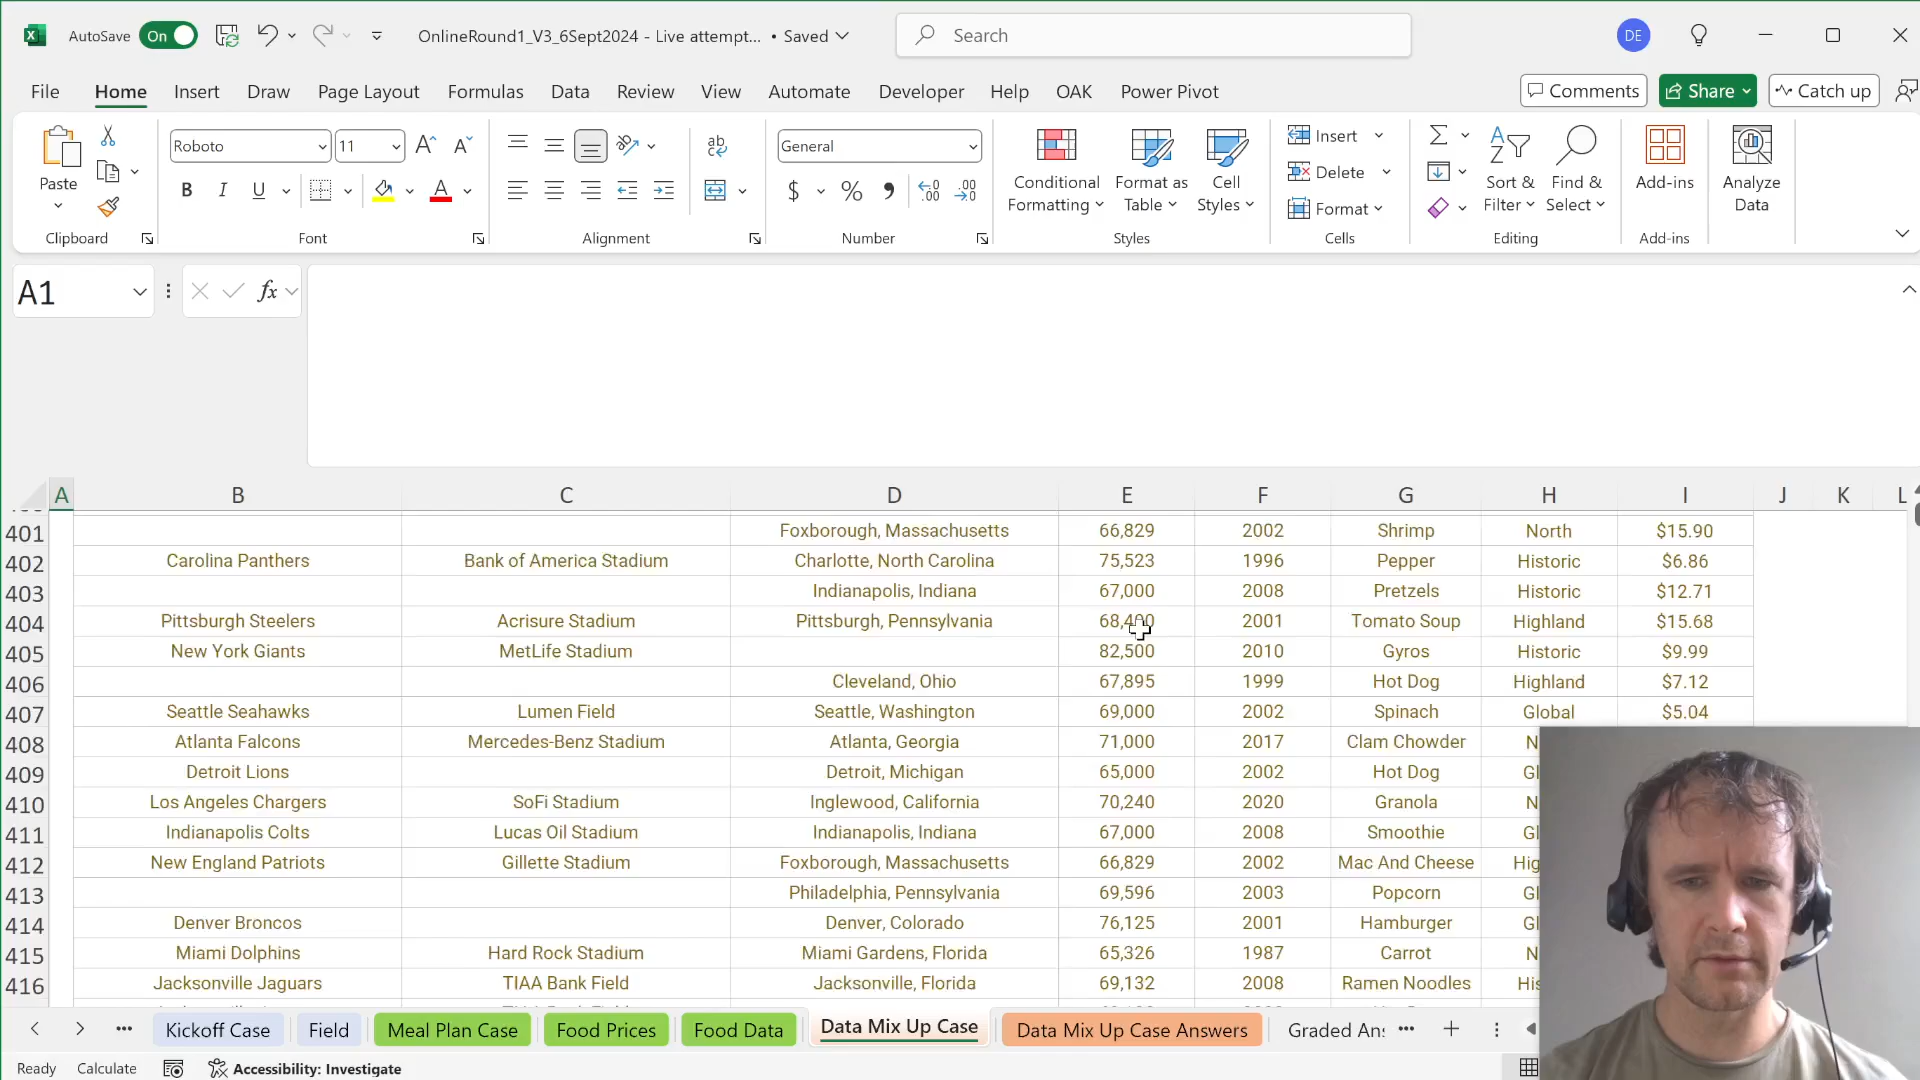 AutoSave On OnlineRound1_V3_6Sept2024 - Live attempt... • Saved Search DE
File Home Insert Draw Page Layout Formulas Data Review View Automate Developer Help OAK Power Pivot Comments Share Catch up
Paste Roboto 11 General Conditional Formatting Format as Table Cell Styles Insert Delete Format Sort & Filter Find & Select Add-ins Analyze Data
Clipboard Font Alignment Number Styles Cells Editing Add-ins
A1 fx
A B C D E F G H I J K L
401 Foxborough, Massachusetts 66,829 2002 Shrimp North $15.90
402 Carolina Panthers Bank of America Stadium Charlotte, North Carolina 75,523 1996 Pepper Historic $6.86
403 Indianapolis, Indiana 67,000 2008 Pretzels Historic $12.71
404 Pittsburgh Steelers Acrisure Stadium Pittsburgh, Pennsylvania 2001 Tomato Soup Highland $15.68
405 New York Giants MetLife Stadium 82,500 2010 Gyros Historic $9.99
406 Cleveland, Ohio 67,895 1999 Hot Dog Highland $7.12
407 Seattle Seahawks Lumen Field Seattle, Washington 69,000 2002 Spinach Global $5.04
408 Atlanta Falcons Mercedes-Benz Stadium Atlanta, Georgia 71,000 2017 Clam Chowder N
409 Detroit Lions Detroit, Michigan 65,000 2002 Hot Dog Gl
410 Los Angeles Chargers SoFi Stadium Inglewood, California 70,240 2020 Granola N
411 Indianapolis Colts Lucas Oil Stadium Indianapolis, Indiana 67,000 2008 Smoothie Gl
412 New England Patriots Gillette Stadium Foxborough, Massachusetts 66,829 2002 Mac And Cheese Hig
413 Philadelphia, Pennsylvania 69,596 2003 Popcorn Gl
414 Denver Broncos Denver, Colorado 76,125 2001 Hamburger Gl
415 Miami Dolphins Hard Rock Stadium Miami Gardens, Florida 65,326 1987 Carrot N
416 Jacksonville Jaguars TIAA Bank Field Jacksonville, Florida 69,132 2008 Ramen Noodles His
Kickoff Case Field Meal Plan Case Food Prices Food Data Data Mix Up Case Data Mix Up Case Answers Graded An
Ready Calculate Accessibility: Investigate